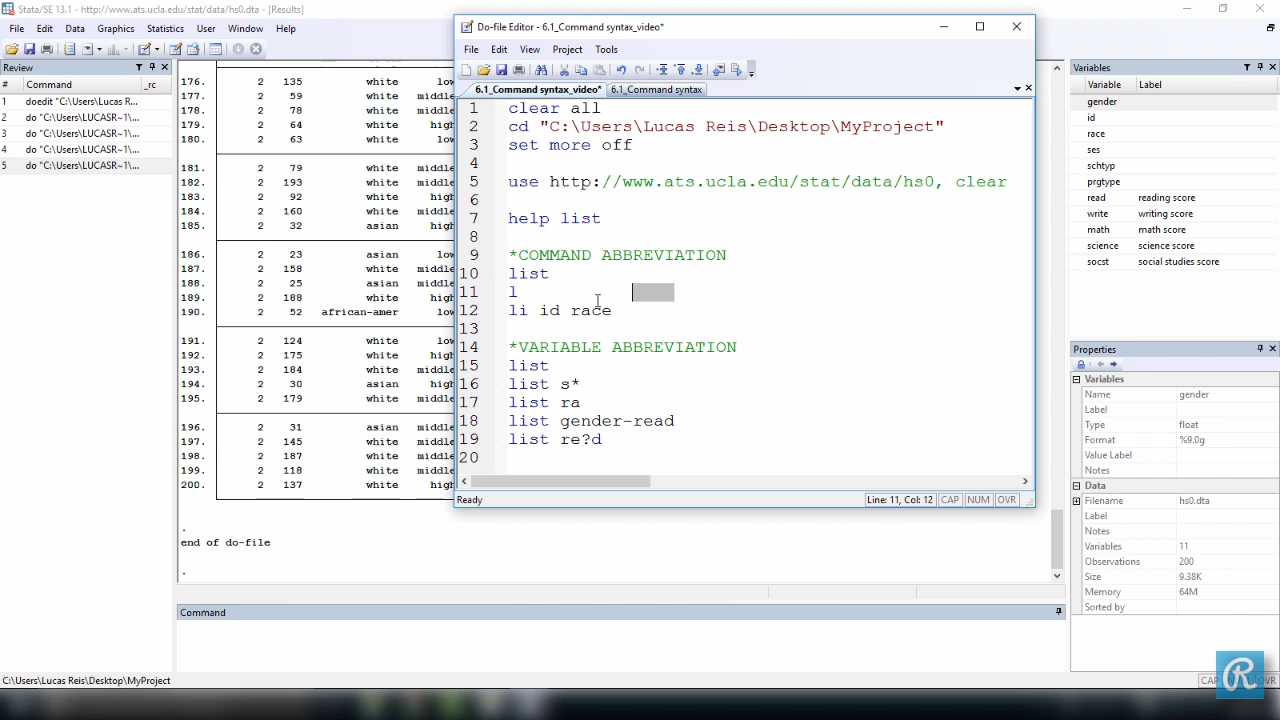 Stata/SE 13.1 - http://www.ats.ucla.edu/stat/data/hs0.dta - [Results]
File Edit Data Graphics Statistics User Window Help
Review
# Command _rc
1 doedit "C:\Users\Lucas R...
2 do "C:\Users\LUCASR~1\...
3 do "C:\Users\LUCASR~1\...
4 do "C:\Users\LUCASR~1\...
5 do "C:\Users\LUCASR~1\...
176. 2 135 white low
177. 2 59 white middle
178. 2 78 white middle
179. 2 64 white high
180. 2 63 white low
181. 2 79 white middle
182. 2 193 white middle
183. 2 92 white high
184. 2 160 white middle
185. 2 32 asian high
186. 2 23 asian low
187. 2 158 white middle
188. 2 25 asian middle
189. 2 188 white high
190. 2 52 african-amer low
191. 2 124 white low
192. 2 175 white high
193. 2 184 white middle
194. 2 30 asian high
195. 2 179 white middle
196. 2 31 asian middle
197. 2 145 white middle
198. 2 187 white middle
199. 2 118 white middle
200. 2 137 white high
.
end of do-file
.
Command
C:\Users\Lucas Reis\Desktop\MyProject
Do-file Editor - 6.1_Command syntax_video*
File Edit View Project Tools
6.1_Command syntax_video* 6.1_Command syntax
1 clear all
2 cd "C:\Users\Lucas Reis\Desktop\MyProject"
3 set more off
4
5 use http://www.ats.ucla.edu/stat/data/hs0, clear
6
7 help list
8
9 *COMMAND ABBREVIATION
10 list
11 l
12 li id race
13
14 *VARIABLE ABBREVIATION
15 list
16 list s*
17 list ra
18 list gender-read
19 list re?d
20
Ready Line: 11, Col: 12 CAP NUM OVR
Variables
Variable Label
gender
id
race
ses
schtyp
prgtype
read reading score
write writing score
math math score
science science score
socst social studies score
Properties
Variables
Name gender
Label
Type float
Format %9.0g
Value Label
Notes
Data
Filename hs0.dta
Label
Notes
Variables 11
Observations 200
Size 9.38K
Memory 64M
Sorted by
CAP OVR
R